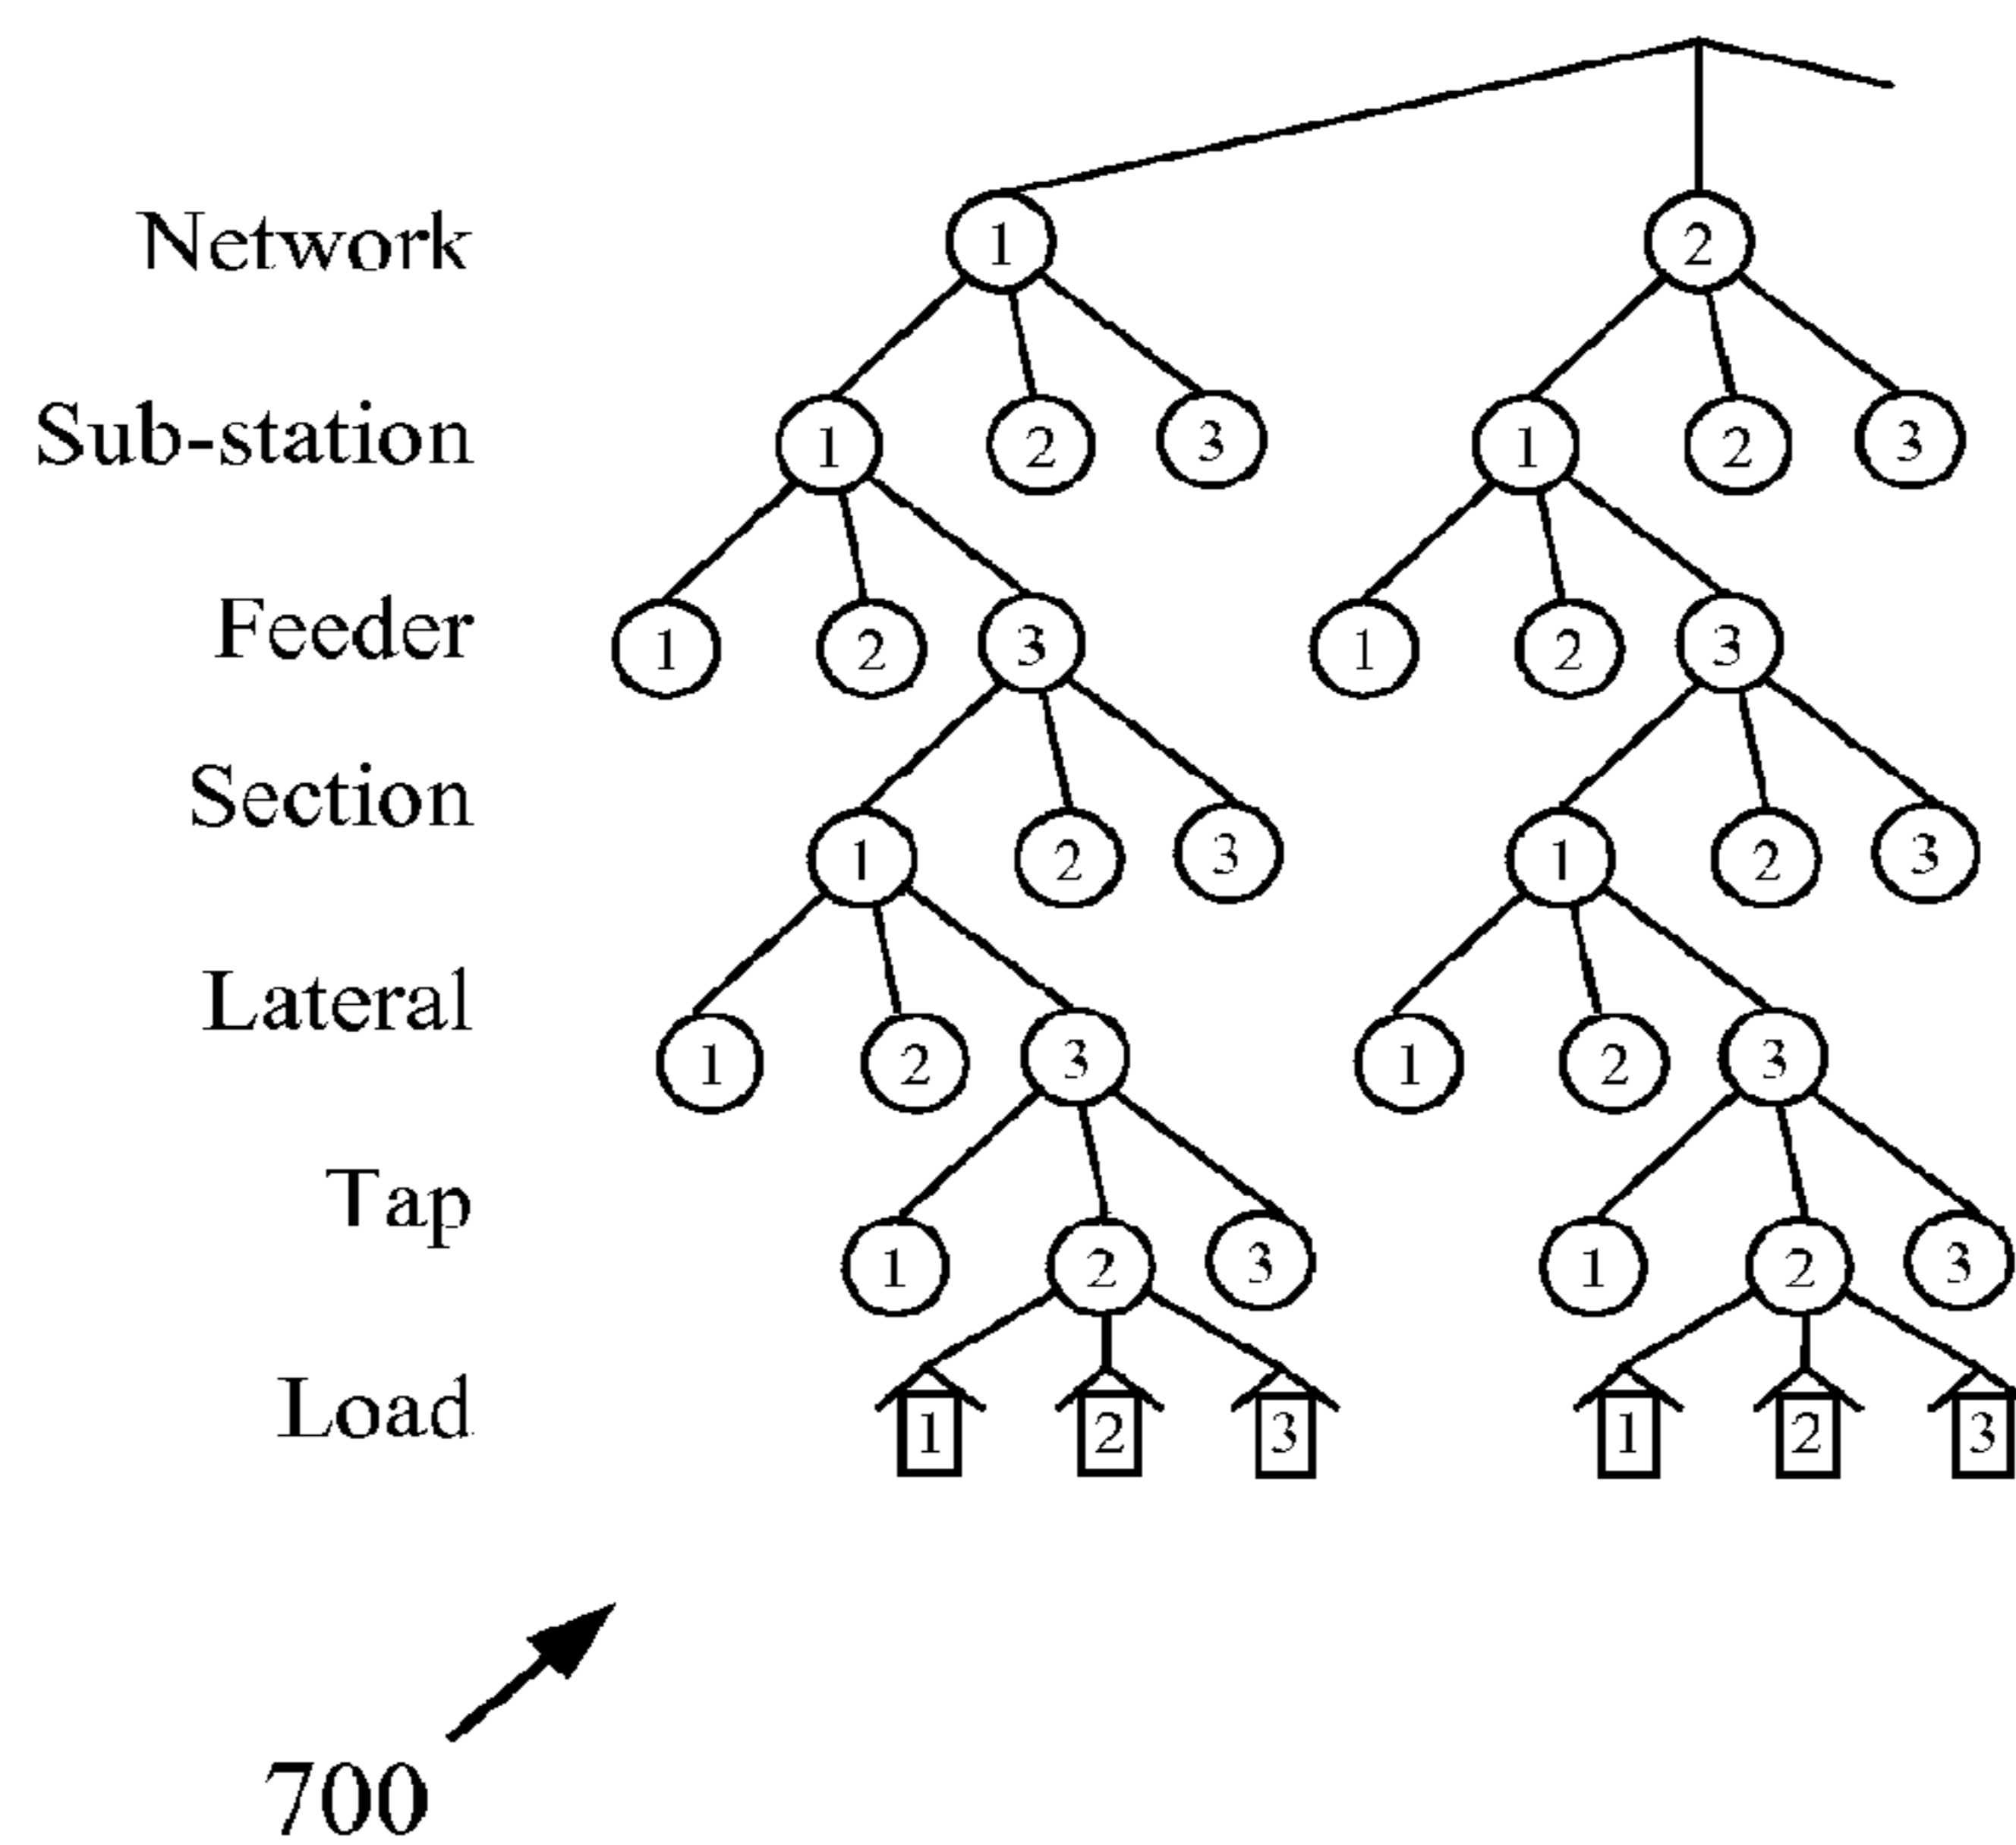 Network 1 2
Sub-station 1 2 3 1 2 3
Feeder 1 2 3 1 2 3
Section 1 2 3 1 2 3
Lateral 1 2 3 1 2 3
Tap 1 2 3 1 2 3
Load 1 2 3 1 2 3
700